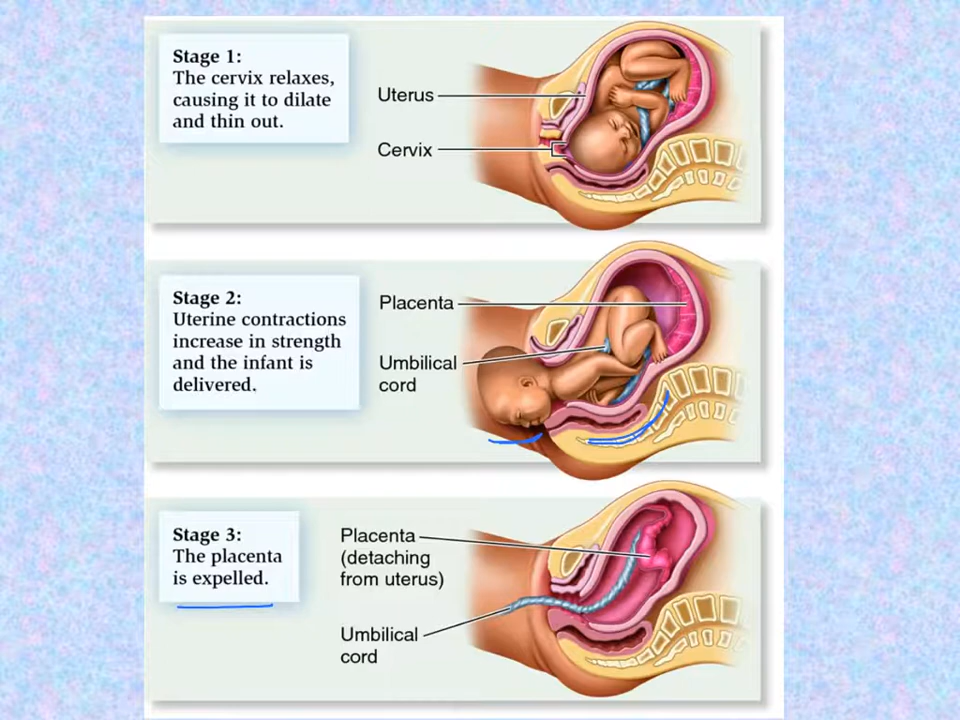 Stage 1:
The cervix relaxes,
causing it to dilate
and thin out.
Uterus
Cervix
Stage 2:
Uterine contractions
increase in strength
and the infant is
delivered.
Placenta
Umbilical
cord
Stage 3:
The placenta
is expelled.
Placenta
(detaching
from uterus)
Umbilical
cord